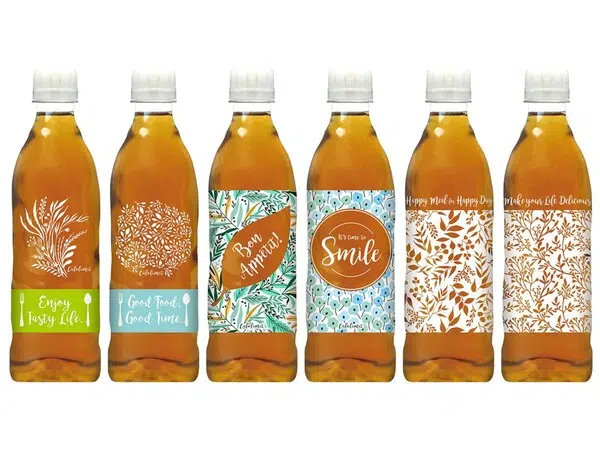 Enjoy
Tasty Life.
Good Food,
Good Time.
Bon
Appetit!
It's time to
Smile
Happy Meal in Happy Day
Make your Life Delicious